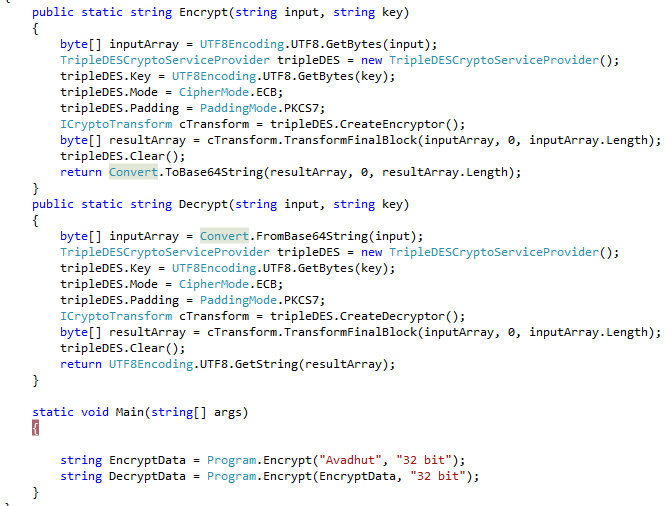 public static string Encrypt(string input, string key)
{
byte[] inputArray = UTF8Encoding.UTF8.GetBytes(input);
TripleDESCryptoServiceProvider tripleDES = new TripleDESCryptoServiceProvider();
tripleDES.Key = UTF8Encoding.UTF8.GetBytes(key);
tripleDES.Mode = CipherMode.ECB;
tripleDES.Padding = PaddingMode.PKCS7;
ICryptoTransform cTransform = tripleDES.CreateEncryptor();
byte[] resultArray = cTransform.TransformFinalBlock(inputArray, 0, inputArray.Length);
tripleDES.Clear();
return Convert.ToBase64String(resultArray, 0, resultArray.Length);
}
public static string Decrypt(string input, string key)
{
byte[] inputArray = Convert.FromBase64String(input);
TripleDESCryptoServiceProvider tripleDES = new TripleDESCryptoServiceProvider();
tripleDES.Key = UTF8Encoding.UTF8.GetBytes(key);
tripleDES.Mode = CipherMode.ECB;
tripleDES.Padding = PaddingMode.PKCS7;
ICryptoTransform cTransform = tripleDES.CreateDecryptor();
byte[] resultArray = cTransform.TransformFinalBlock(inputArray, 0, inputArray.Length);
tripleDES.Clear();
return UTF8Encoding.UTF8.GetString(resultArray);
}
static void Main(string[] args)
{
string EncryptData = Program.Encrypt("Avadhut", "32 bit");
string DecryptData = Program.Encrypt(EncryptData, "32 bit");
}